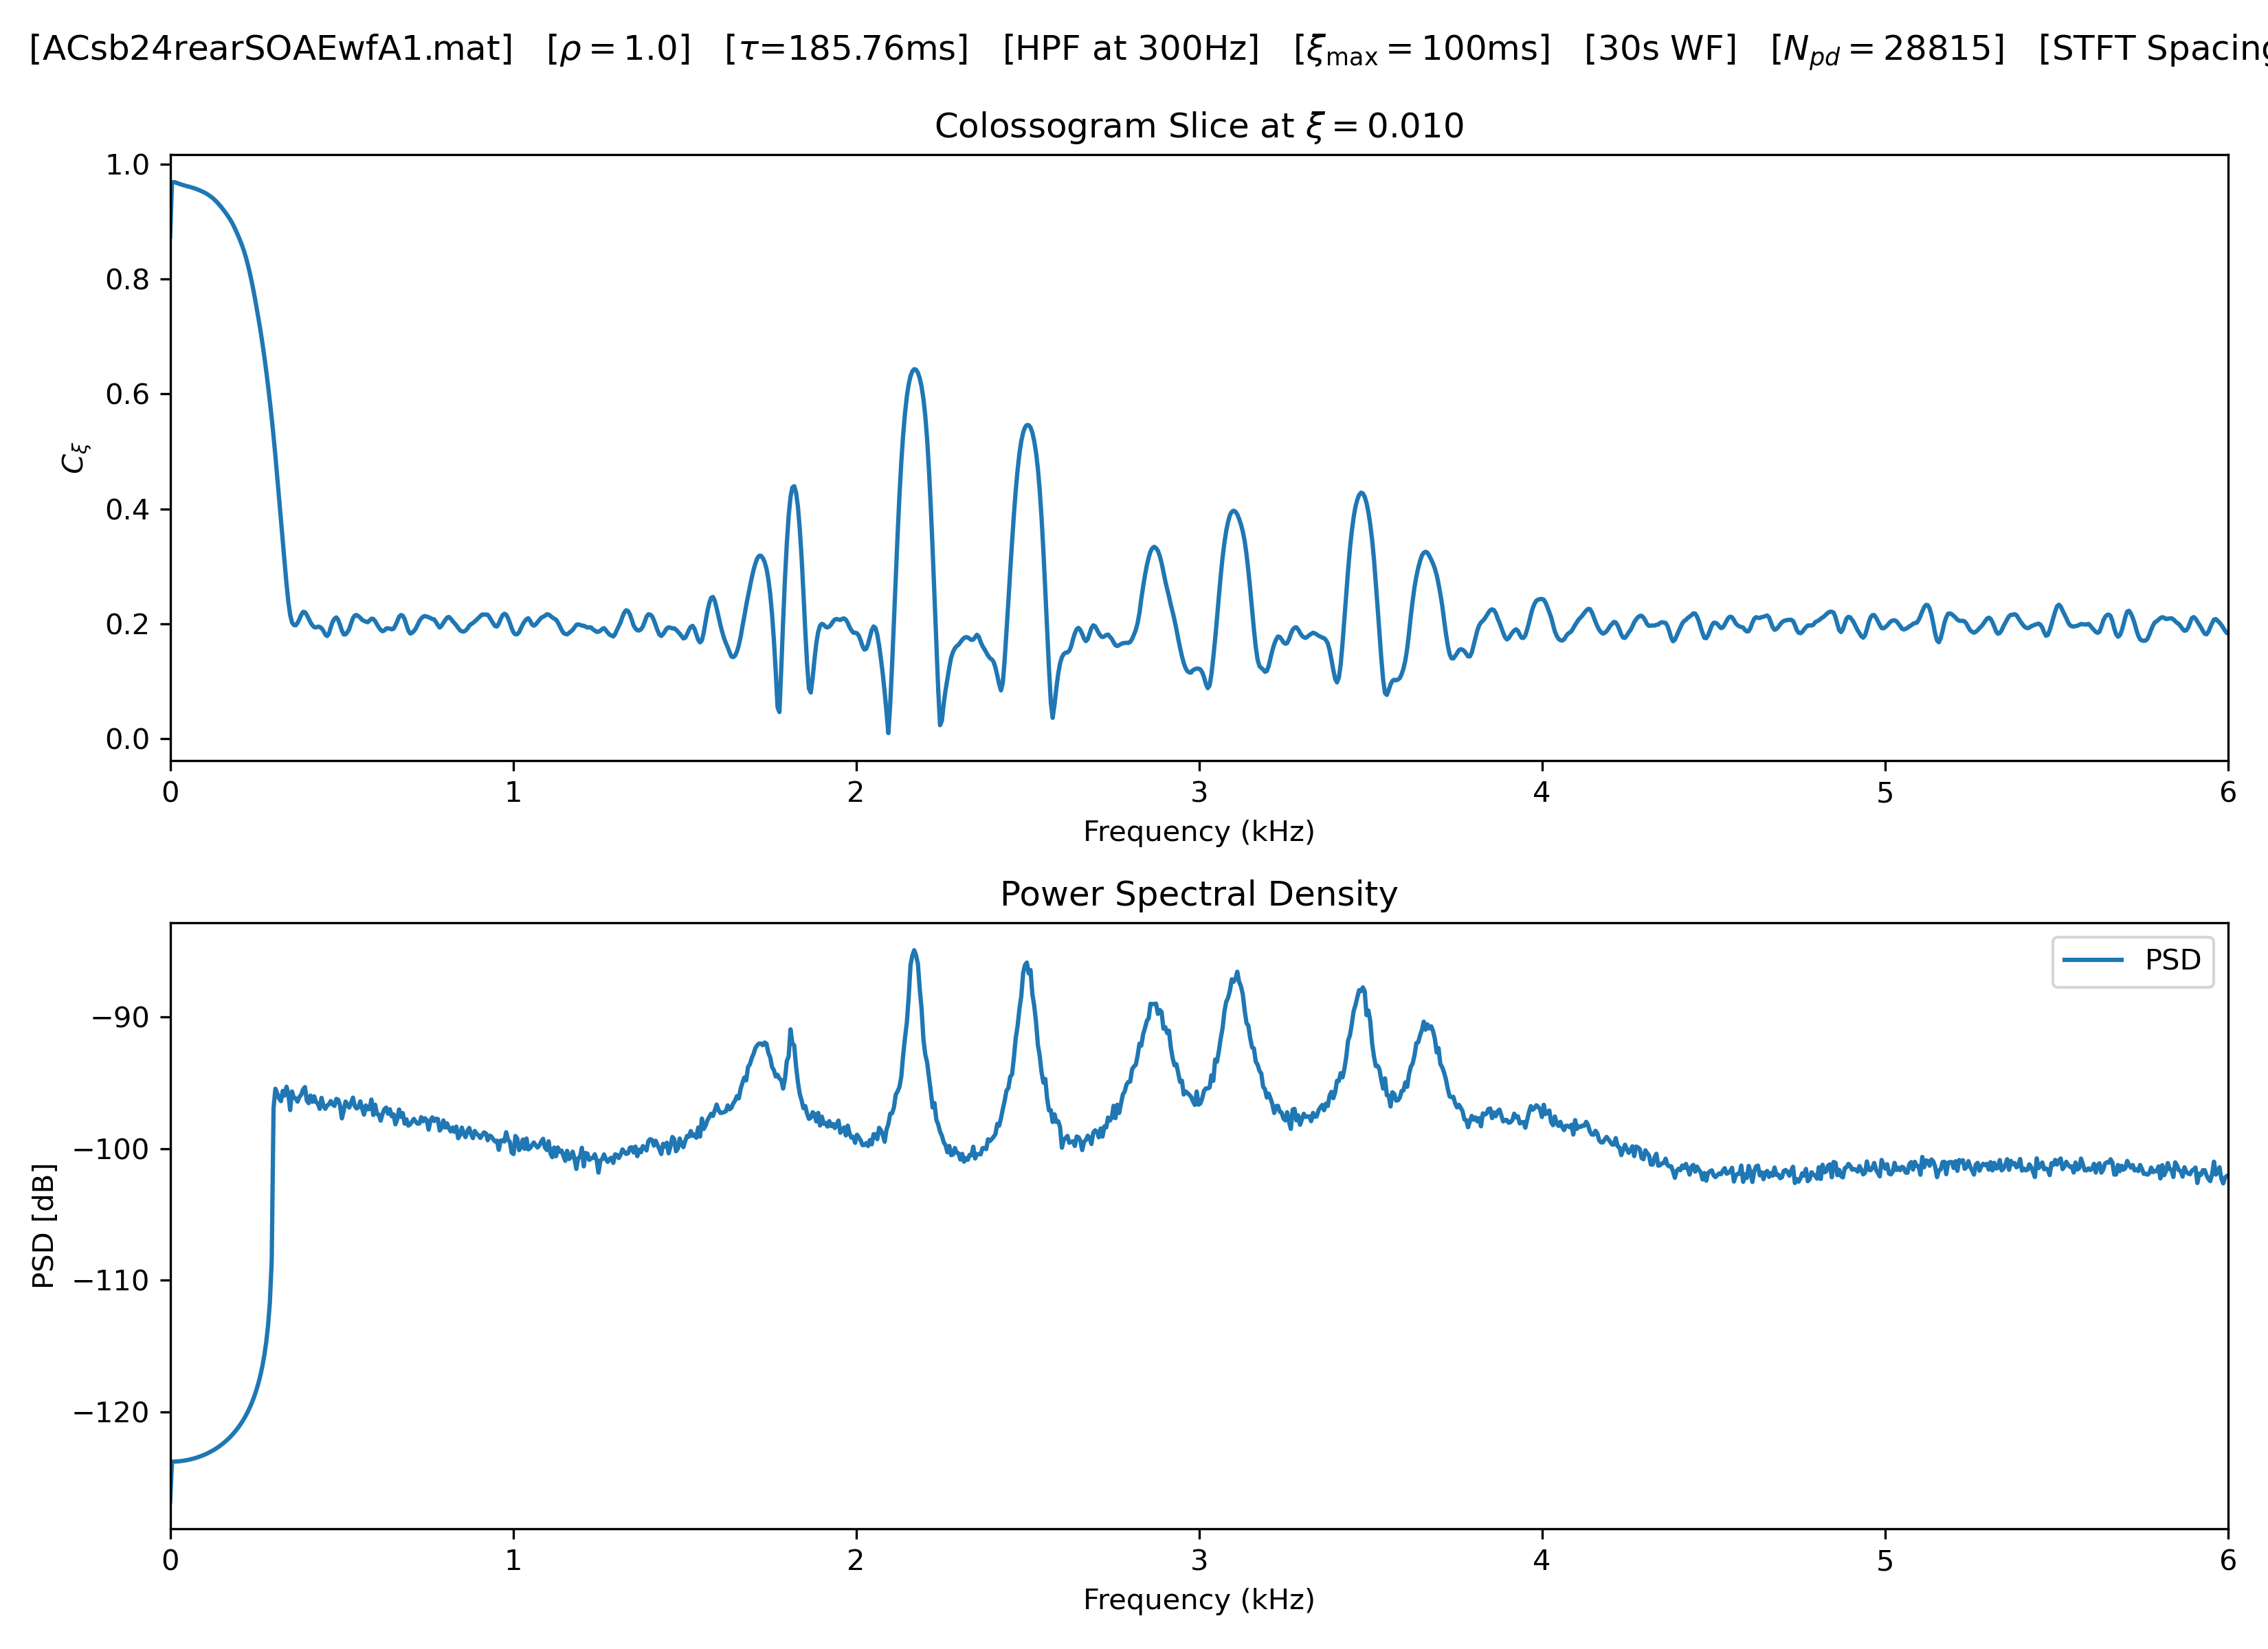 [ACsb24rearSOAEwfA1.mat] [ρ = 1.0] [τ=185.76ms] [HPF at 300Hz] [ξmax = 100ms] [30s WF] [Npd = 28815] [STFT Spacing
Colossogram Slice at ξ = 0.010
1.0
0.8
0.6
0.4
0.2
0.0
Cξ
0 1 2 3 4 5 6
Frequency (kHz)
Power Spectral Density
PSD
−90
−100
−110
−120
PSD [dB]
0 1 2 3 4 5 6
Frequency (kHz)